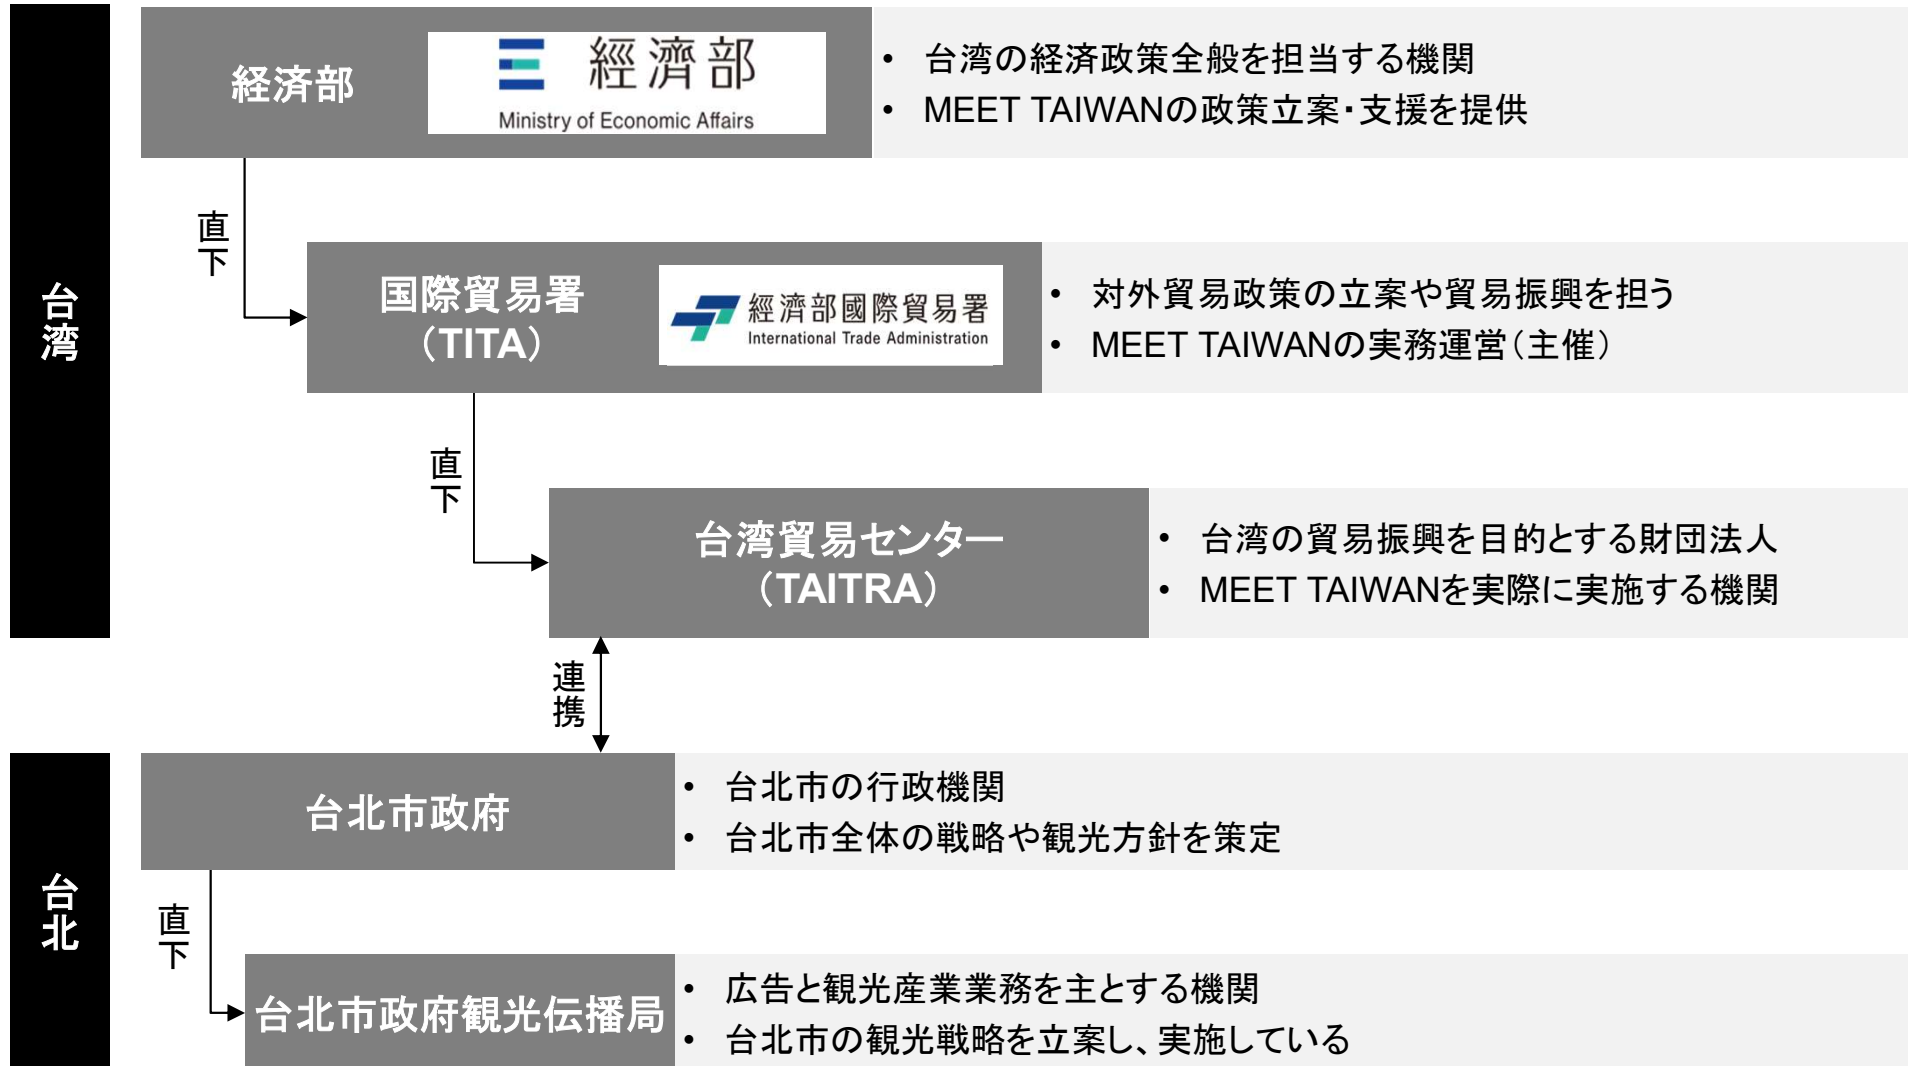 台湾
経済部
經濟部
Ministry of Economic Affairs
• 台湾の経済政策全般を担当する機関
• MEET TAIWANの政策立案・支援を提供
直下
国際貿易署
（TITA）
經濟部國際貿易署
International Trade Administration
• 対外貿易政策の立案や貿易振興を担う
• MEET TAIWANの実務運営（主催）
直下
台湾貿易センター
（TAITRA）
• 台湾の貿易振興を目的とする財団法人
• MEET TAIWANを実際に実施する機関
連携
台北
台北市政府
• 台北市の行政機関
• 台北市全体の戦略や観光方針を策定
直下
台北市政府観光伝播局
• 広告と観光産業業務を主とする機関
• 台北市の観光戦略を立案し、実施している